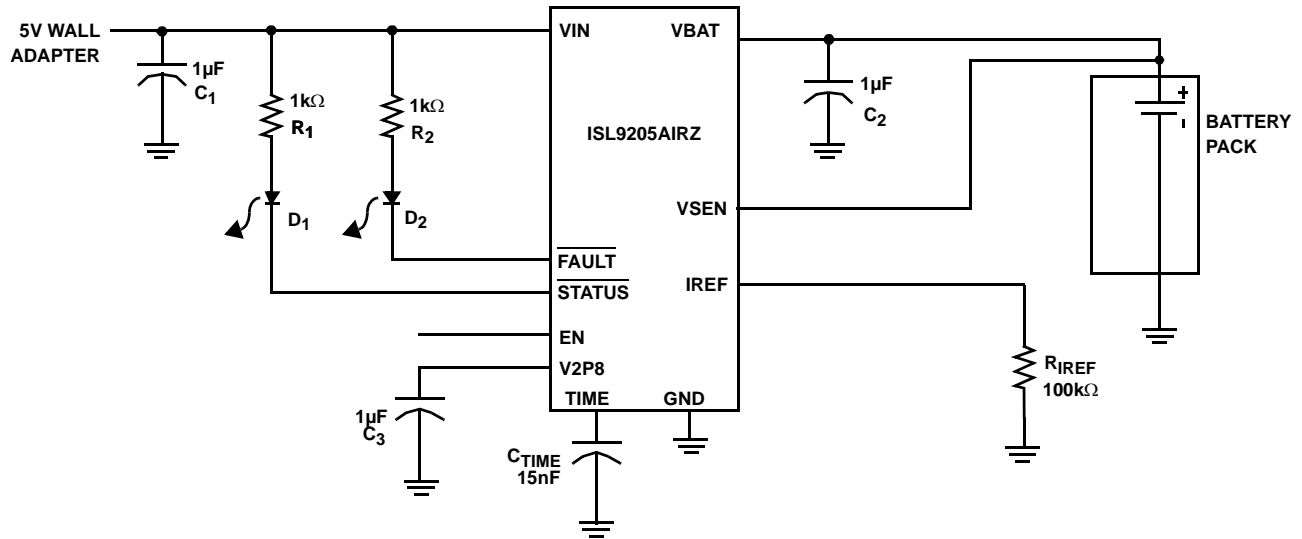 5V WALL
ADAPTER
1µF
C1
1kΩ
R1
1kΩ
R2
D1
D2
VIN
VBAT
ISL9205AIRZ
VSEN
FAULT
STATUS
IREF
EN
V2P8
TIME
GND
1µF
C2
+
-
BATTERY
PACK
RIREF
100kΩ
1µF
C3
CTIME
15nF